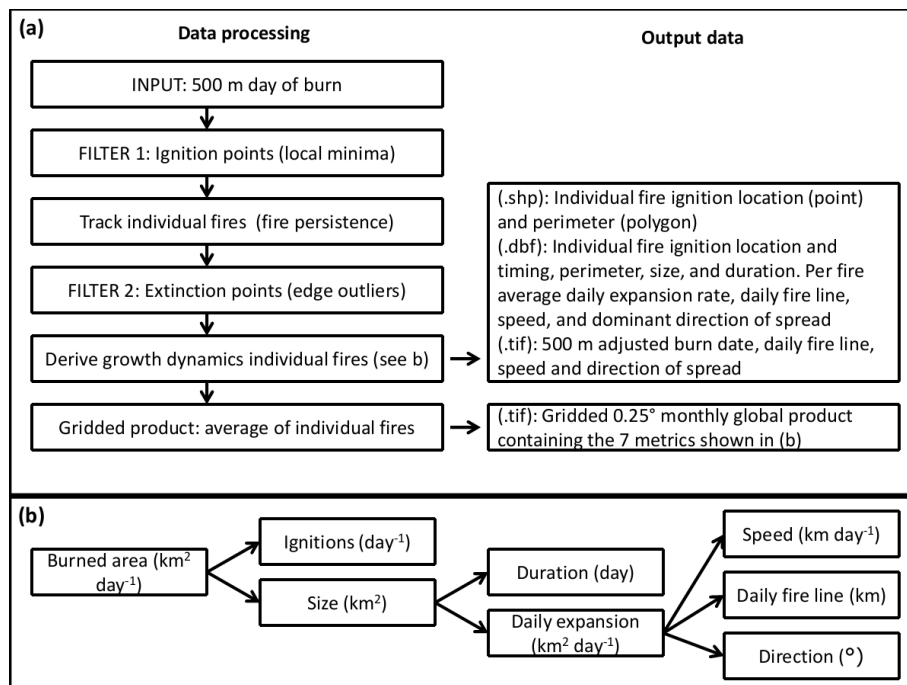 (a)
Data processing
Output data
INPUT: 500 m day of burn
FILTER 1: Ignition points (local minima)
Track individual fires (fire persistence)
FILTER 2: Extinction points (edge outliers)
Derive growth dynamics individual fires (see b)
Gridded product: average of individual fires
(.shp): Individual fire ignition location (point)
and perimeter (polygon)
(.dbf): Individual fire ignition location and
timing, perimeter, size, and duration. Per fire
average daily expansion rate, daily fire line,
speed, and dominant direction of spread
(.tif): 500 m adjusted burn date, daily fire line,
speed and direction of spread
(.tif): Gridded 0.25° monthly global product
containing the 7 metrics shown in (b)
(b)
Burned area (km²
day⁻¹)
Ignitions (day⁻¹)
Size (km²)
Duration (day)
Daily expansion
(km² day⁻¹)
Speed (km day⁻¹)
Daily fire line (km)
Direction (°)